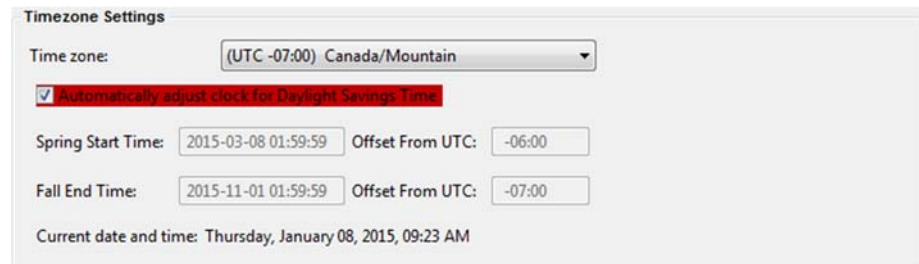 Timezone Settings
Time zone: (UTC -07:00) Canada/Mountain
Automatically adjust clock for Daylight Savings Time
Spring Start Time: 2015-03-08 01:59:59 Offset From UTC: -06:00
Fall End Time: 2015-11-01 01:59:59 Offset From UTC: -07:00
Current date and time: Thursday, January 08, 2015, 09:23 AM